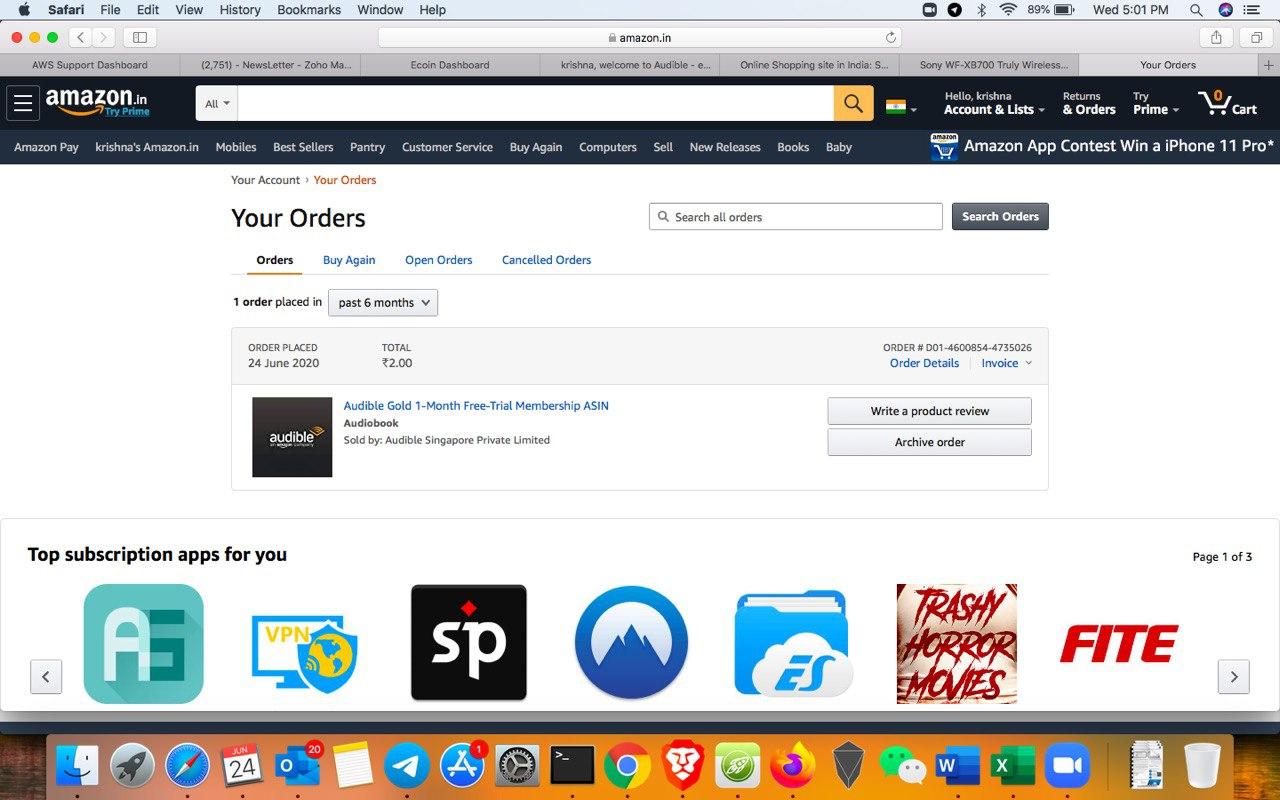 Safari File Edit View History Bookmarks Window Help 89% Wed 5:01 PM
amazon.in
AWS Support Dashboard (2,751) - NewsLetter - Zoho Ma... Ecoin Dashboard krishna, welcome to Audible - e... Online Shopping site in India: S... Sony WF-XB700 Truly Wireless... Your Orders
amazon.in Try Prime All Hello, krishna Account & Lists Returns & Orders Try Prime 0 Cart
Amazon Pay krishna's Amazon.in Mobiles Best Sellers Pantry Customer Service Buy Again Computers Sell New Releases Books Baby amazon Amazon App Contest Win a iPhone 11 Pro*
Your Account › Your Orders
Your Orders Search all orders Search Orders
Orders Buy Again Open Orders Cancelled Orders
1 order placed in past 6 months
ORDER PLACED TOTAL ORDER # D01-4600854-4735026
24 June 2020 ₹2.00 Order Details Invoice
Audible Gold 1-Month Free-Trial Membership ASIN Write a product review
Audiobook
audible Sold by: Audible Singapore Private Limited Archive order
an amazon company
Top subscription apps for you Page 1 of 3
AG VPN sp ES TRASHY HORROR MOVIES FITE
JUN 24 20 1 W X